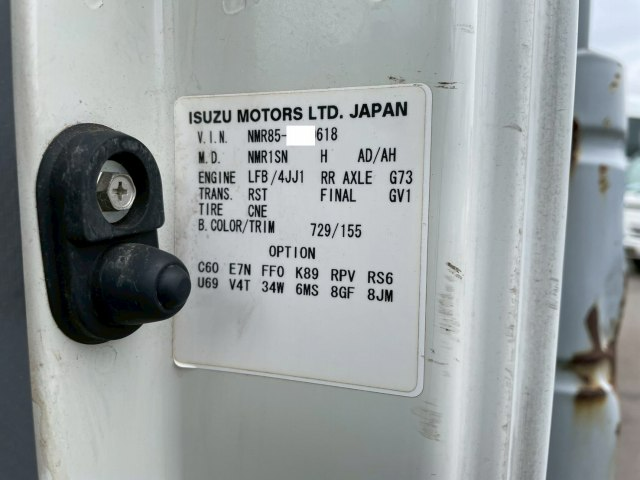 ISUZU MOTORS LTD. JAPAN
V.I.N. NMR85- 618
M.D. NMR1SN H AD/AH
ENGINE LFB/4JJ1 RR AXLE G73
TRANS. RST FINAL GV1
TIRE CNE
B.COLOR/TRIM 729/155
OPTION
C60 E7N FF0 K89 RPV RS6
U69 V4T 34W 6MS 8GF 8JM